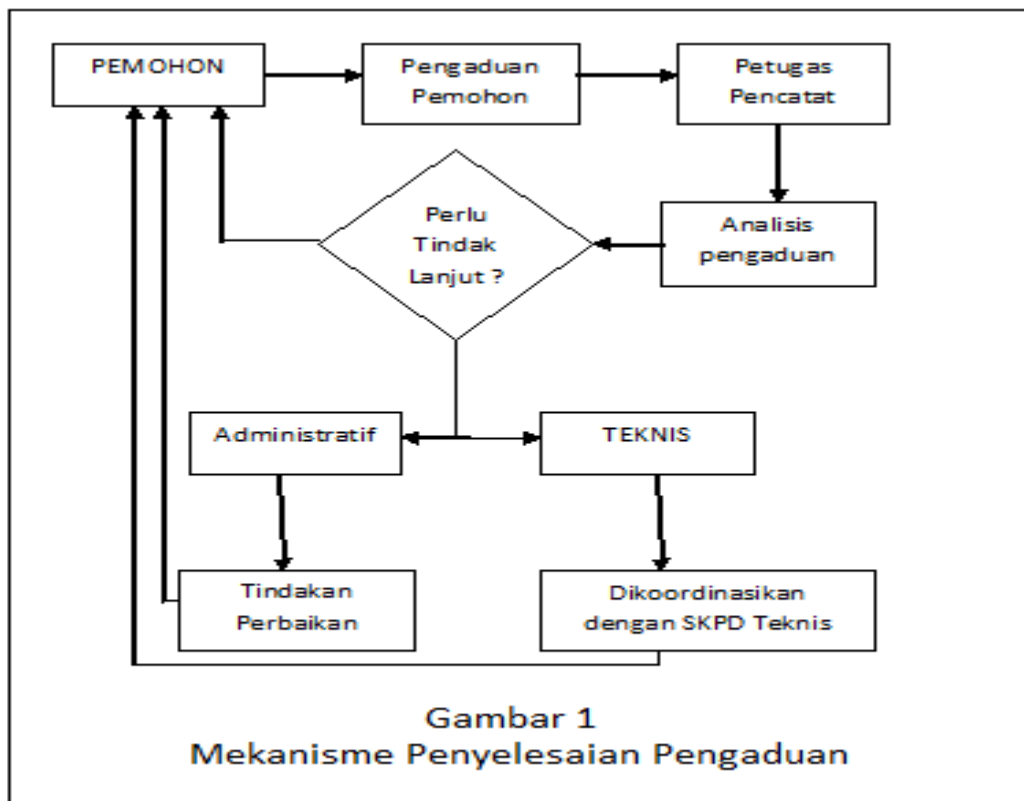 PEMOHON
Pengaduan
Pemohon
Petugas
Pencatat
Analisis
pengaduan
Perlu
Tindak
Lanjut ?
Administratif
TEKNIS
Tindakan
Perbaikan
Dikoordinasikan
dengan SKPD Teknis
Gambar 1
Mekanisme Penyelesaian Pengaduan